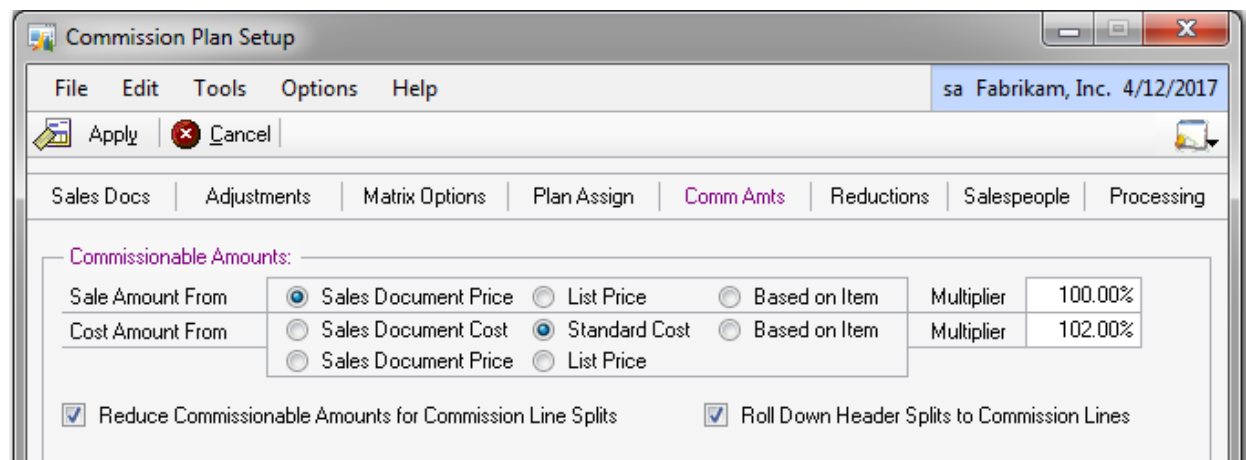 Commission Plan Setup
File Edit Tools Options Help sa Fabrikam, Inc. 4/12/2017
Apply Cancel
Sales Docs Adjustments Matrix Options Plan Assign Comm Amts Reductions Salespeople Processing
Commissionable Amounts:
Sale Amount From Sales Document Price List Price Based on Item Multiplier 100.00%
Cost Amount From Sales Document Cost Standard Cost Based on Item Multiplier 102.00%
Sales Document Price List Price
Reduce Commissionable Amounts for Commission Line Splits Roll Down Header Splits to Commission Lines